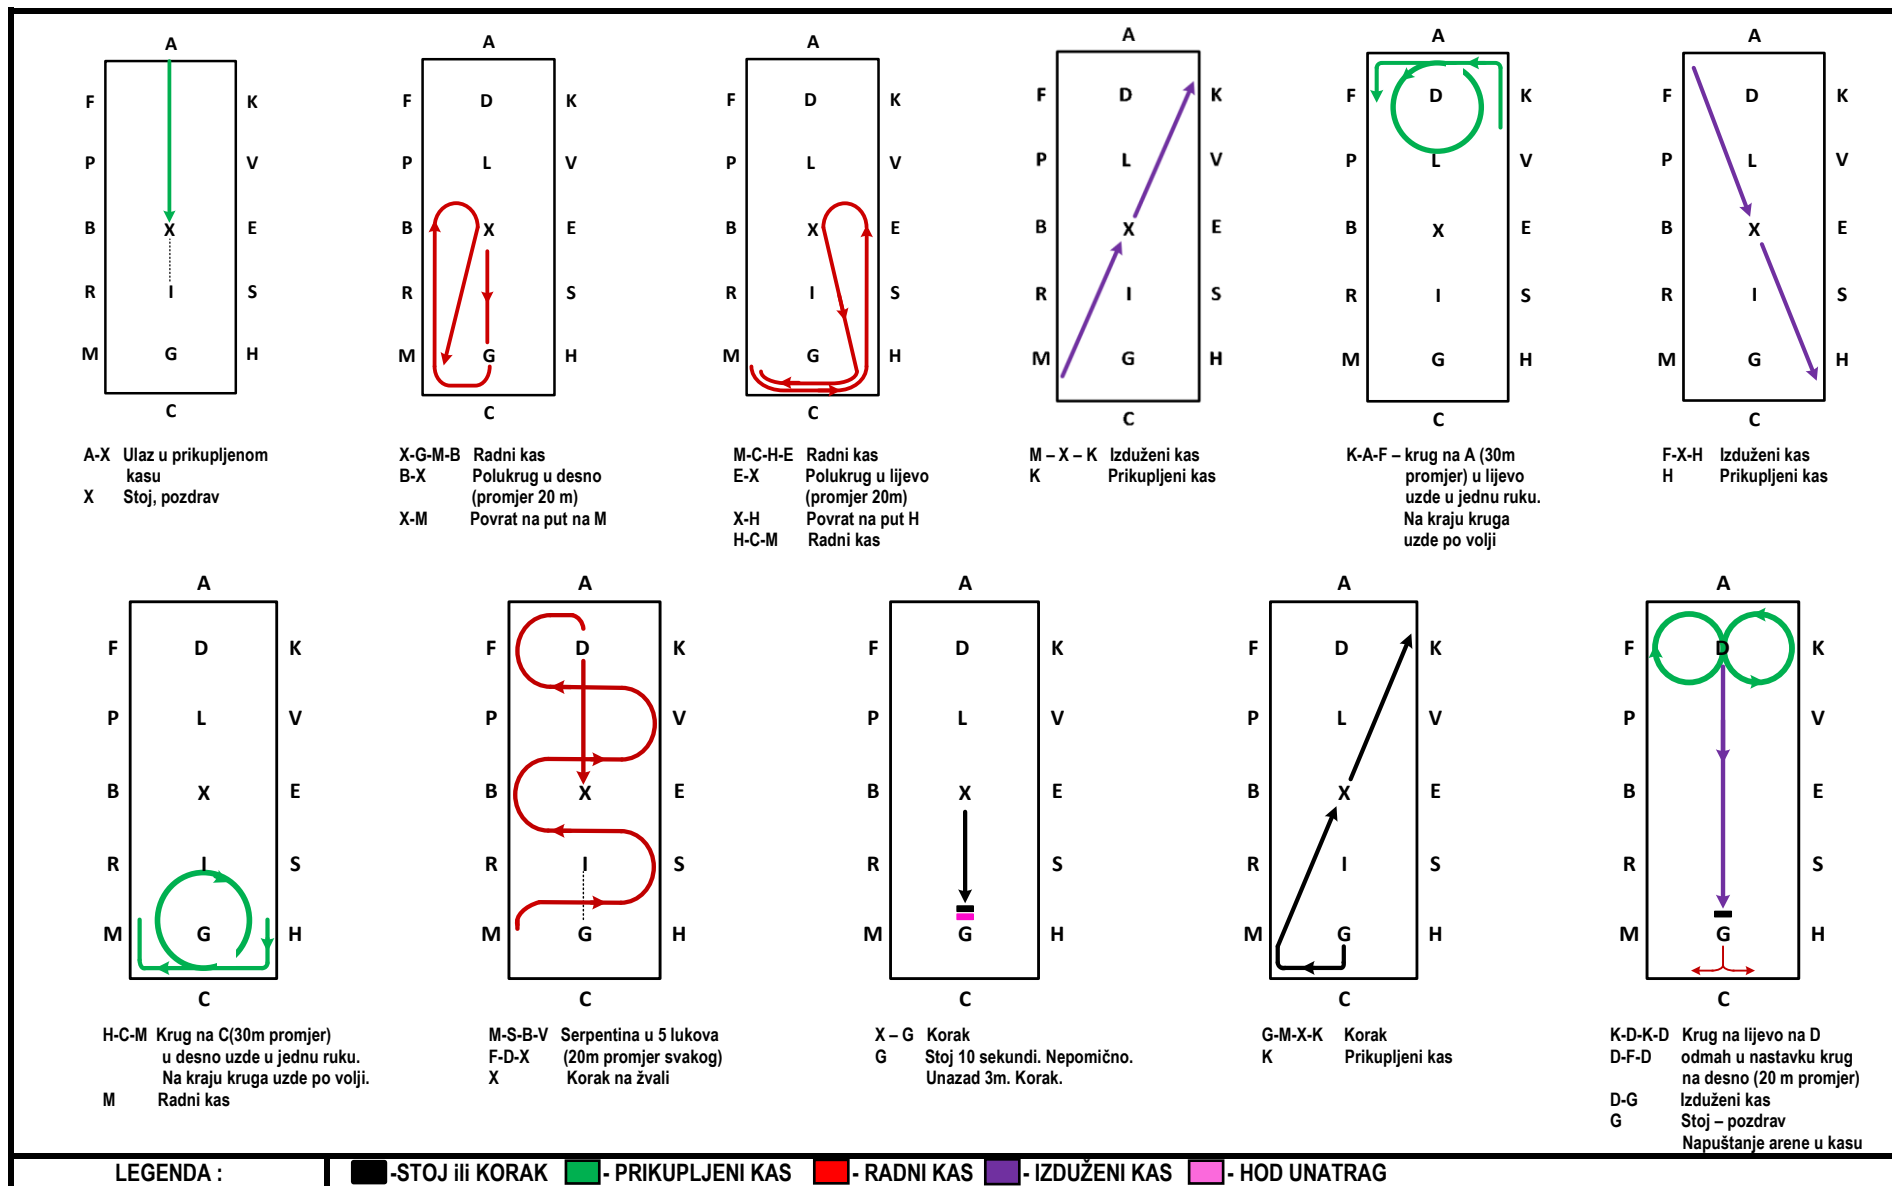 A
F K
P V
B X E
R I S
M G H
C
A-X Ulaz u prikupljenom
kasu
X Stoj, pozdrav
A
F D K
P L V
B X E
R S
M G H
C
X-G-M-B Radni kas
B-X Polukrug u desno
(promjer 20 m)
X-M Povrat na put na M
A
F D K
P L V
B X E
R I S
M G H
C
M-C-H-E Radni kas
E-X Polukrug u lijevo
(promjer 20m)
X-H Povrat na put H
H-C-M Radni kas
A
F D K
P L V
B X E
R I S
M G H
C
M – X – K Izduženi kas
K Prikupljeni kas
A
F D K
P L V
B X E
R I S
M G H
C
K-A-F – krug na A (30m
promjer) u lijevo
uzde u jednu ruku.
Na kraju kruga
uzde po volji
A
F D K
P L V
B X E
R I S
M G H
C
F-X-H Izduženi kas
H Prikupljeni kas
A
F D K
P L V
B X E
R I S
M G H
C
H-C-M Krug na C(30m promjer)
u desno uzde u jednu ruku.
Na kraju kruga uzde po volji.
M Radni kas
A
F D K
P V
B X E
R I S
M G H
C
M-S-B-V Serpentina u 5 lukova
F-D-X (20m promjer svakog)
X Korak na žvali
A
F D K
P L V
B X E
R S
M G H
C
X – G Korak
G Stoj 10 sekundi. Nepomično.
Unazad 3m. Korak.
A
F D K
P L V
B X E
R I S
M G H
C
G-M-X-K Korak
K Prikupljeni kas
A
F D K
P V
B E
R S
M G H
C
K-D-K-D Krug na lijevo na D
D-F-D odmah u nastavku krug
na desno (20 m promjer)
D-G Izduženi kas
G Stoj – pozdrav
Napuštanje arene u kasu
LEGENDA : -STOJ ili KORAK - PRIKUPLJENI KAS - RADNI KAS - IZDUŽENI KAS - HOD UNATRAG